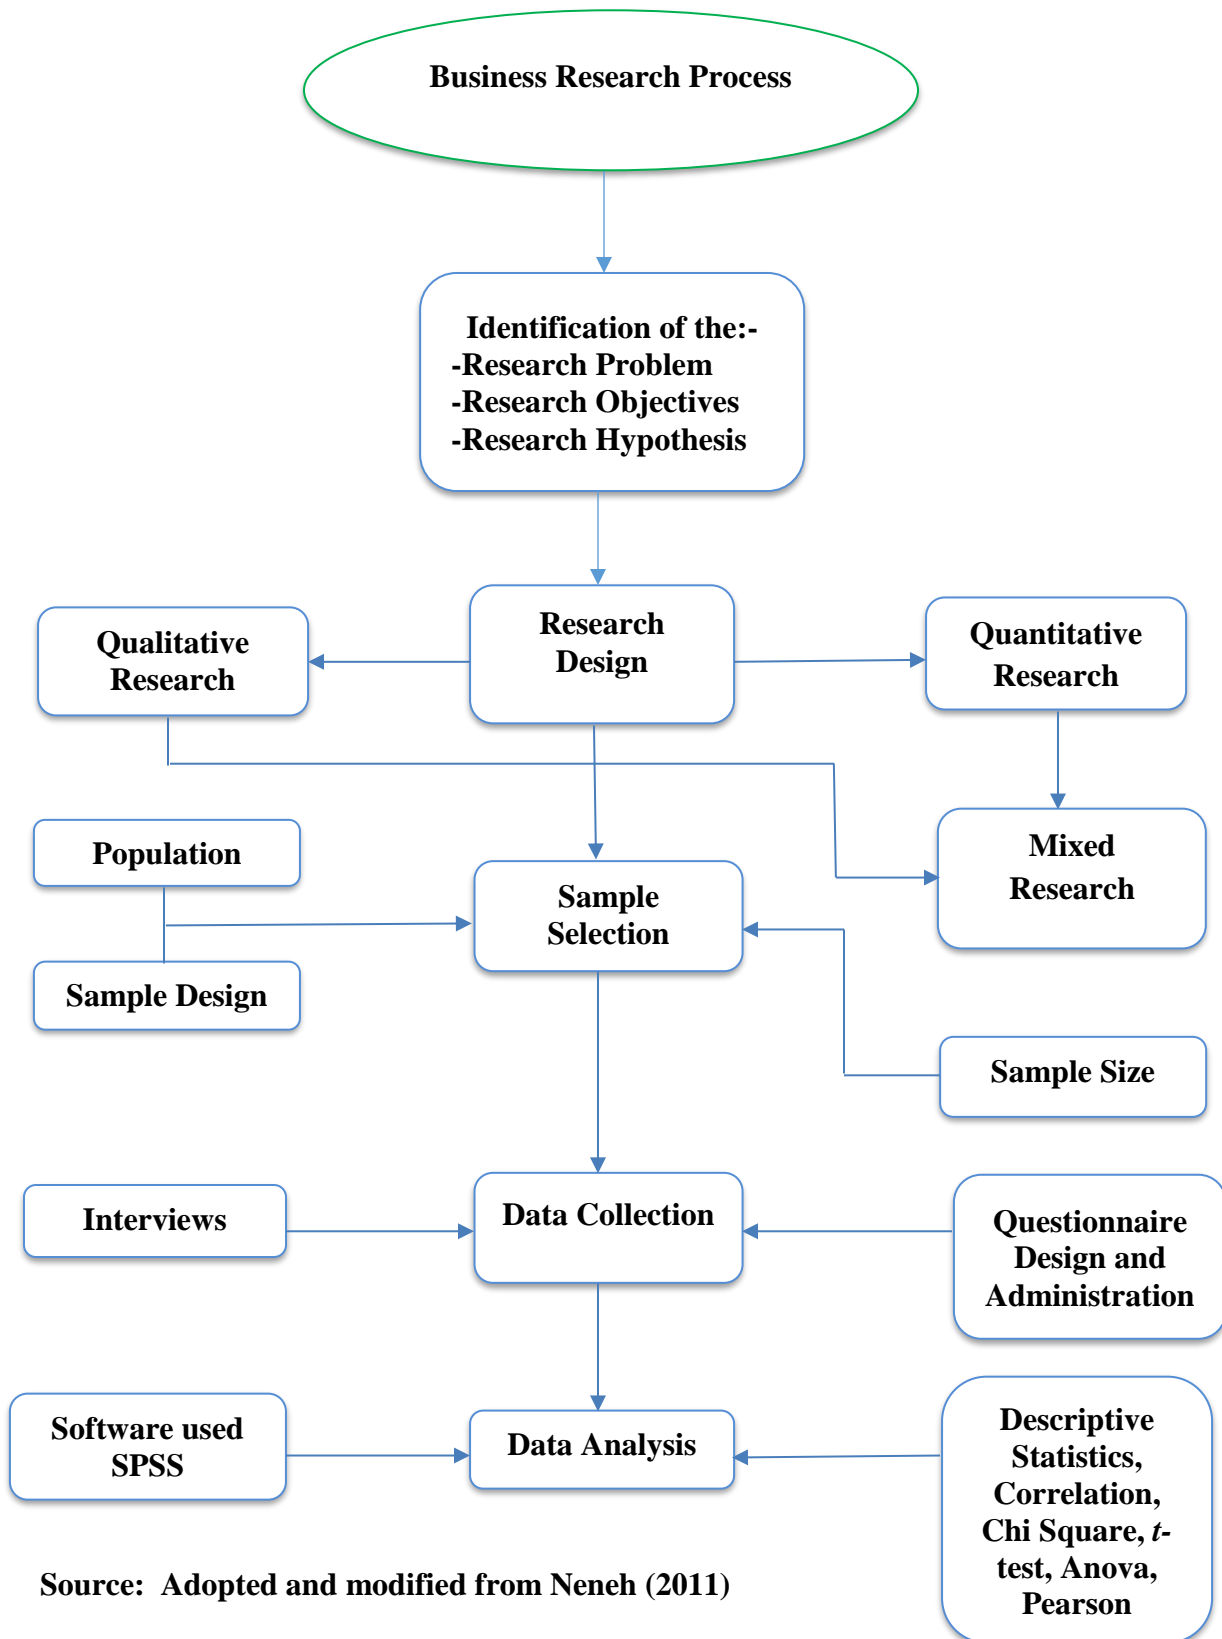 Business Research Process
Identification of the:-
-Research Problem
-Research Objectives
-Research Hypothesis
Qualitative
Research
Research
Design
Quantitative
Research
Population
Sample
Selection
Mixed
Research
Sample Design
Sample Size
Interviews
Data Collection
Questionnaire
Design and
Administration
Software used
SPSS
Data Analysis
Descriptive
Statistics,
Correlation,
Chi Square, t-
test, Anova,
Pearson
Source:  Adopted and modified from Neneh (2011)